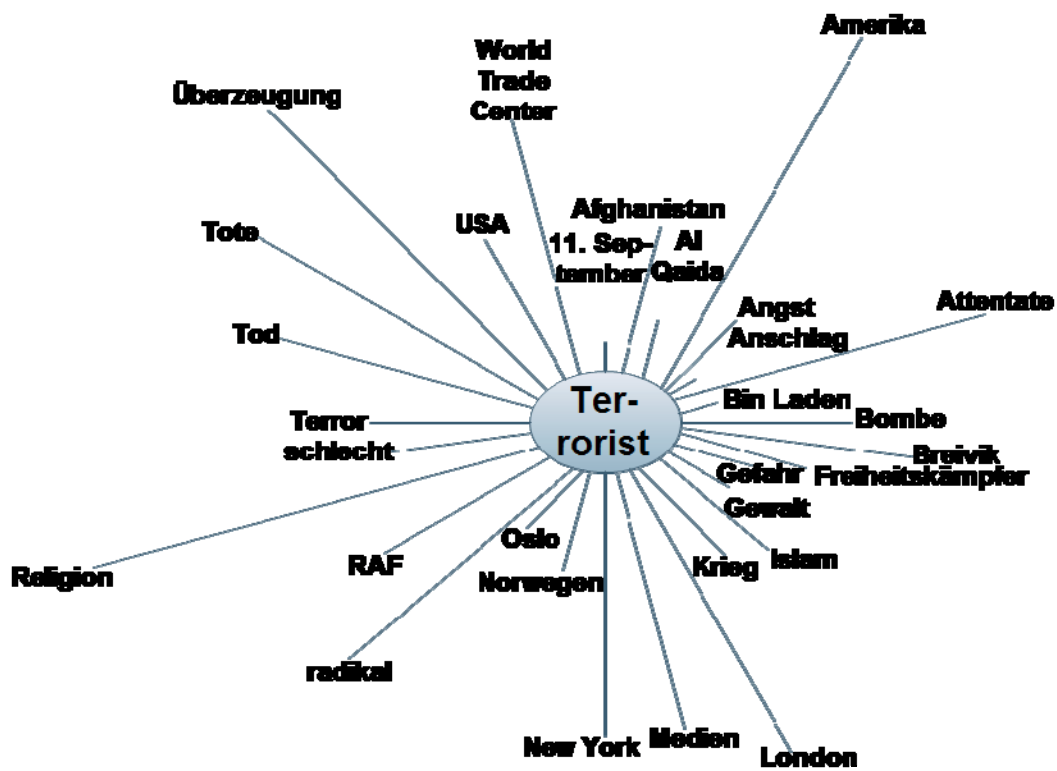 Amerika
World
Trade
Center
Überzeugung
Afghanistan
USA
Tote
11. Sep-
tember
Al
Qaida
Attentate
Angst
Tod
Anschlag
Ter-
rorist
Bin Laden
Bombe
Terror
schlecht
Breivik
Gefahr
Freiheitskämpfer
Gewalt
Oslo
Islam
RAF
Krieg
Religion
Norwegen
radikal
New York
Medien
London